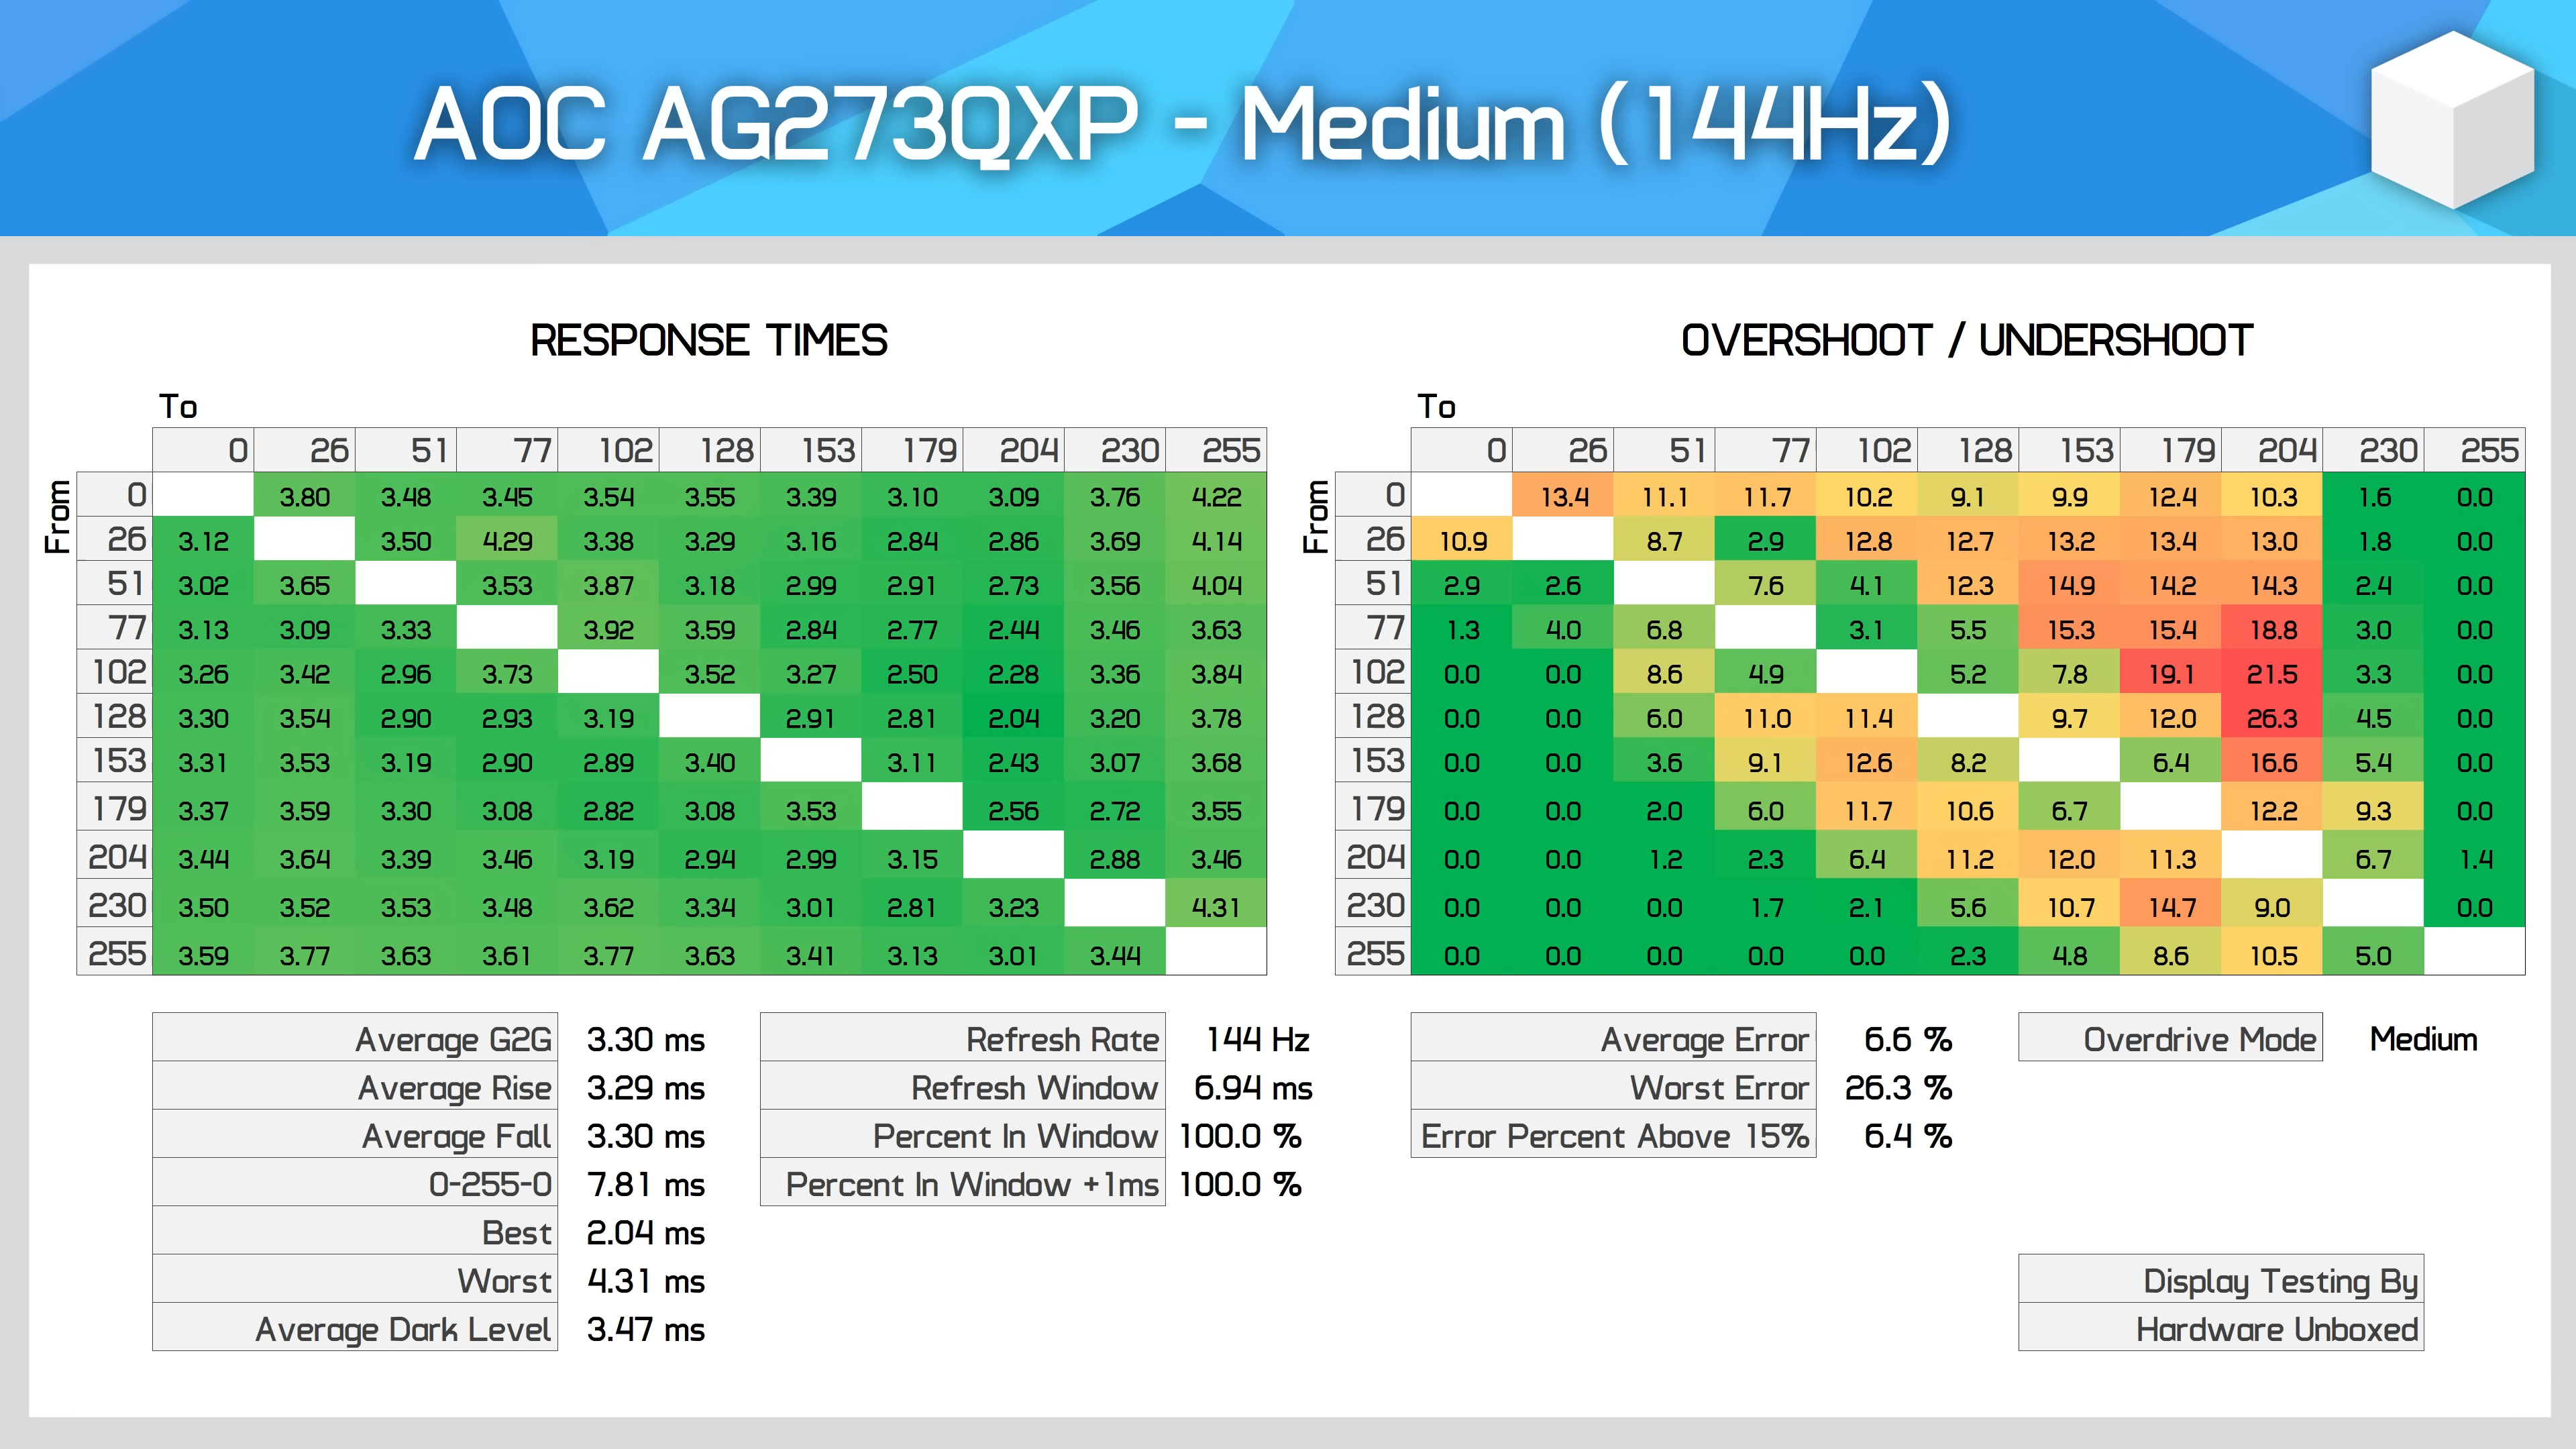 AOC AG273QXP - Medium (144Hz)
RESPONSE TIMES
To
From
0 26 51 77 102 128 153 179 204 230 255
0 3.80 3.48 3.45 3.54 3.55 3.39 3.10 3.09 3.76 4.22
26 3.12 3.50 4.29 3.38 3.29 3.16 2.84 2.86 3.69 4.14
51 3.02 3.65 3.53 3.87 3.18 2.99 2.91 2.73 3.56 4.04
77 3.13 3.09 3.33 3.92 3.59 2.84 2.77 2.44 3.46 3.63
102 3.26 3.42 2.96 3.73 3.52 3.27 2.50 2.28 3.36 3.84
128 3.30 3.54 2.90 2.93 3.19 2.91 2.81 2.04 3.20 3.78
153 3.31 3.53 3.19 2.90 2.89 3.40 3.11 2.43 3.07 3.68
179 3.37 3.59 3.30 3.08 2.82 3.08 3.53 2.56 2.72 3.55
204 3.44 3.64 3.39 3.46 3.19 2.94 2.99 3.15 2.88 3.46
230 3.50 3.52 3.53 3.48 3.62 3.34 3.01 2.81 3.23 4.31
255 3.59 3.77 3.63 3.61 3.77 3.63 3.41 3.13 3.01 3.44
OVERSHOOT / UNDERSHOOT
To
From
0 26 51 77 102 128 153 179 204 230 255
0 13.4 11.1 11.7 10.2 9.1 9.9 12.4 10.3 1.6 0.0
26 10.9 8.7 2.9 12.8 12.7 13.2 13.4 13.0 1.8 0.0
51 2.9 2.6 7.6 4.1 12.3 14.9 14.2 14.3 2.4 0.0
77 1.3 4.0 6.8 3.1 5.5 15.3 15.4 18.8 3.0 0.0
102 0.0 0.0 8.6 4.9 5.2 7.8 19.1 21.5 3.3 0.0
128 0.0 0.0 6.0 11.0 11.4 9.7 12.0 26.3 4.5 0.0
153 0.0 0.0 3.6 9.1 12.6 8.2 6.4 16.6 5.4 0.0
179 0.0 0.0 2.0 6.0 11.7 10.6 6.7 12.2 9.3 0.0
204 0.0 0.0 1.2 2.3 6.4 11.2 12.0 11.3 6.7 1.4
230 0.0 0.0 0.0 1.7 2.1 5.6 10.7 14.7 9.0 0.0
255 0.0 0.0 0.0 0.0 0.0 2.3 4.8 8.6 10.5 5.0
Average G2G 3.30 ms
Average Rise 3.29 ms
Average Fall 3.30 ms
0-255-0 7.81 ms
Best 2.04 ms
Worst 4.31 ms
Average Dark Level 3.47 ms
Refresh Rate 144 Hz
Refresh Window 6.94 ms
Percent In Window 100.0 %
Percent In Window +1ms 100.0 %
Average Error 6.6 %
Worst Error 26.3 %
Error Percent Above 15% 6.4 %
Overdrive Mode Medium
Display Testing By
Hardware Unboxed